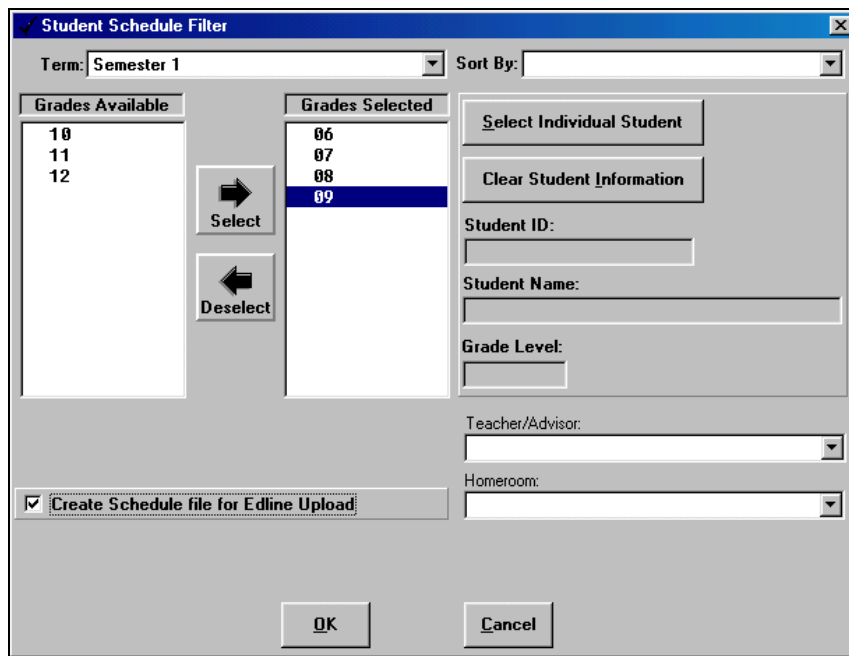 Student Schedule Filter
Term: Semester 1
Sort By:
Grades Available
10
11
12
Select
Deselect
Grades Selected
06
07
08
09
Select Individual Student
Clear Student Information
Student ID:
Student Name:
Grade Level:
Teacher/Advisor:
Homeroom:
Create Schedule file for Edline Upload
OK
Cancel